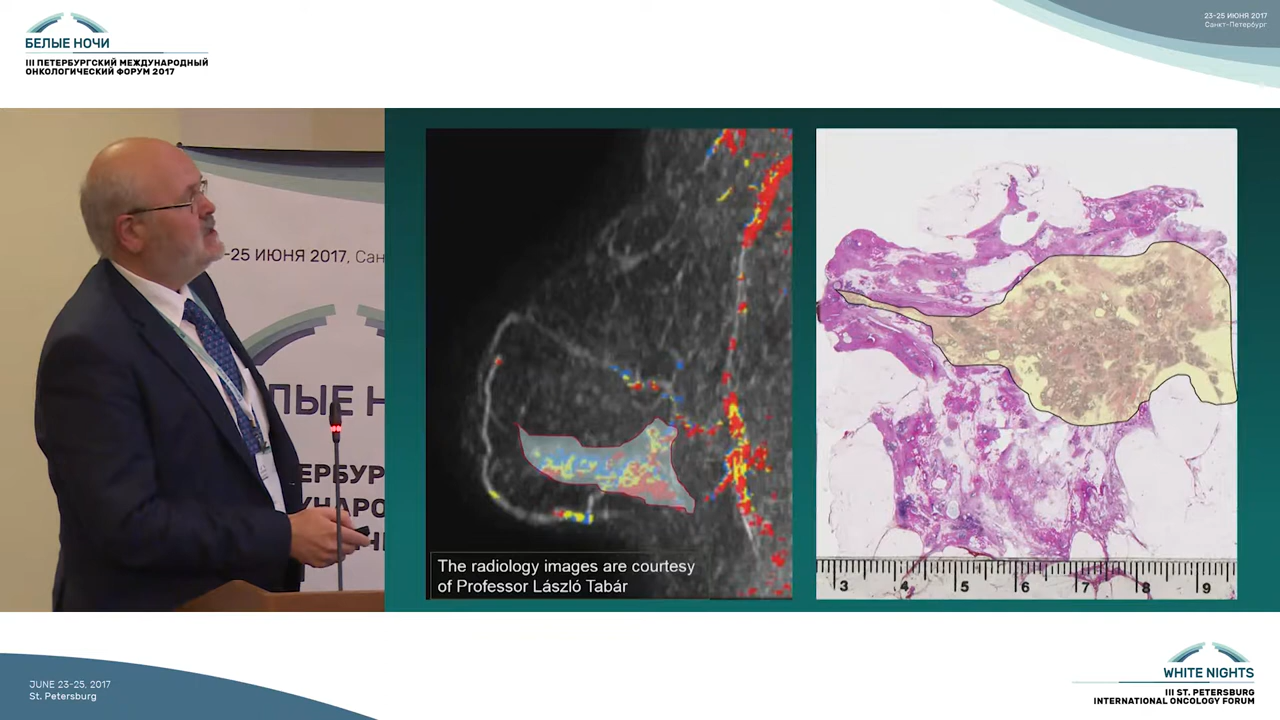 БЕЛЫЕ НОЧИ
III ПЕТЕРБУРГСКИЙ МЕЖДУНАРОДНЫЙ
ОНКОЛОГИЧЕСКИЙ ФОРУМ 2017
23-25 ИЮНЯ 2017
Санкт-Петербург
-25 ИЮНЯ 2017, Сан
The radiology images are courtesy
of Professor László Tabár
3 4 5 6 7 8 9
JUNE 23-25, 2017
St. Petersburg
WHITE NIGHTS
III ST. PETERSBURG
INTERNATIONAL ONCOLOGY FORUM